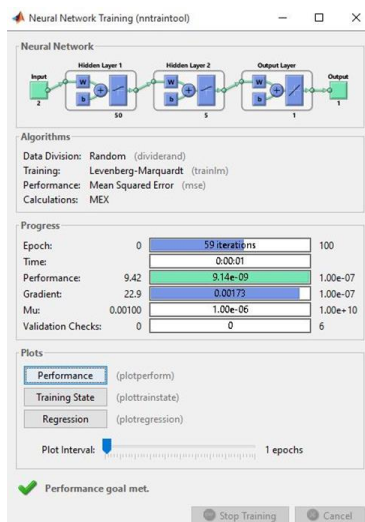 Neural Network Training (nntraintool)
Neural Network
Hidden Layer 1 Hidden Layer 2 Output Layer
Input Output
W W W
b b b
2 50 5 1 1
Algorithms
Data Division: Random (dividerand)
Training: Levenberg-Marquardt (trainlm)
Performance: Mean Squared Error (mse)
Calculations: MEX
Progress
Epoch: 0 59 iterations 100
Time: 0:00:01
Performance: 9.42 9.14e-09 1.00e-07
Gradient: 22.9 0.00173 1.00e-07
Mu: 0.00100 1.00e-06 1.00e+10
Validation Checks: 0 0 6
Plots
Performance (plotperform)
Training State (plottrainstate)
Regression (plotregression)
Plot Interval: 1 epochs
Performance goal met.
Stop Training Cancel